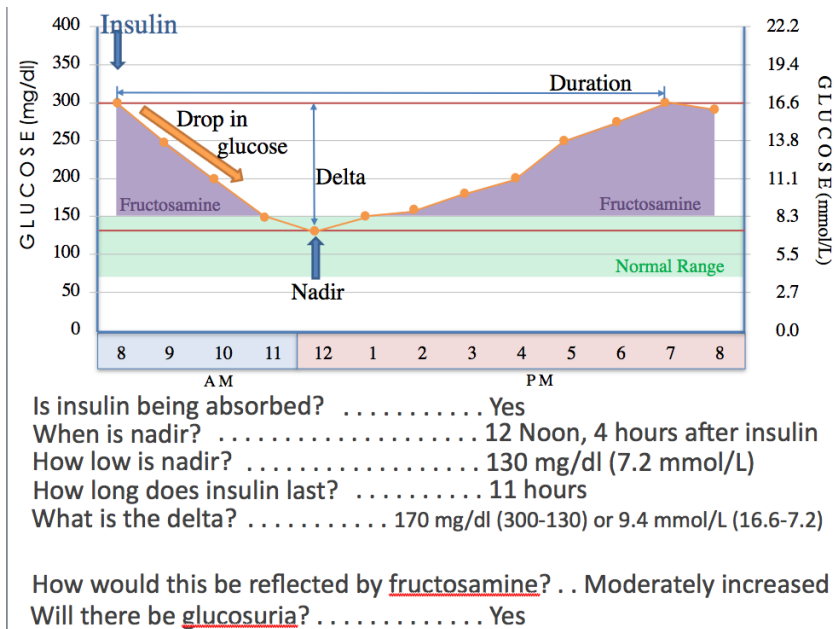 400 Insulin 22.2
350 19.4
300 Duration 16.6
Drop in
glucose
250 13.8
200 Delta 11.1
Fructosamine Fructosamine
150 8.3
100 5.5
Normal Range
50 2.7
Nadir
0 0.0
GLUCOSE (mg/dl)
GLUCOSE (mmol/L)
8 9 10 11 12 1 2 3 4 5 6 7 8
AM PM
Is insulin being absorbed? . . . . . . . . . . . Yes
When is nadir? . . . . . . . . . . . . . . . . . . . . 12 Noon, 4 hours after insulin
How low is nadir? . . . . . . . . . . . . . . . . . . 130 mg/dl (7.2 mmol/L)
How long does insulin last? . . . . . . . . . . 11 hours
What is the delta? . . . . . . . . . . . 170 mg/dl (300-130) or 9.4 mmol/L (16.6-7.2)
How would this be reflected by fructosamine? . . Moderately increased
Will there be glucosuria? . . . . . . . . . . . . . Yes